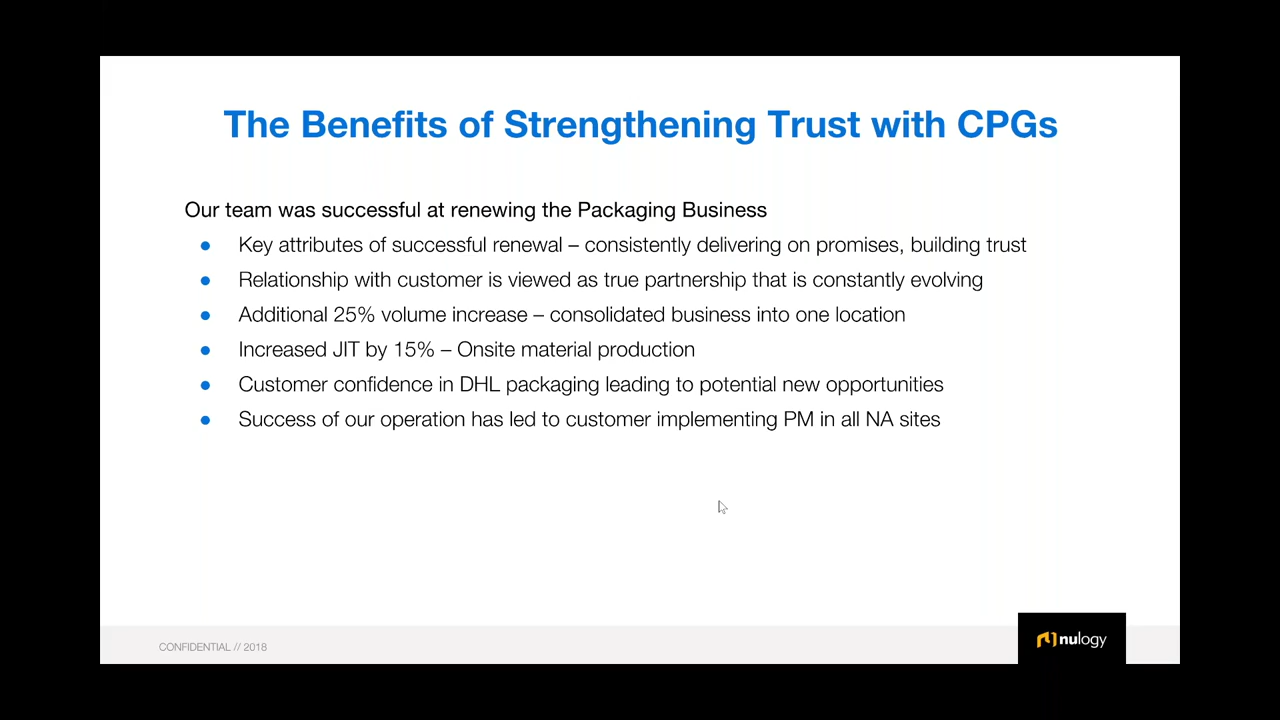 The Benefits of Strengthening Trust with CPGs
Our team was successful at renewing the Packaging Business
● Key attributes of successful renewal – consistently delivering on promises, building trust
● Relationship with customer is viewed as true partnership that is constantly evolving
● Additional 25% volume increase – consolidated business into one location
● Increased JIT by 15% – Onsite material production
● Customer confidence in DHL packaging leading to potential new opportunities
● Success of our operation has led to customer implementing PM in all NA sites
CONFIDENTIAL // 2018
nulogy